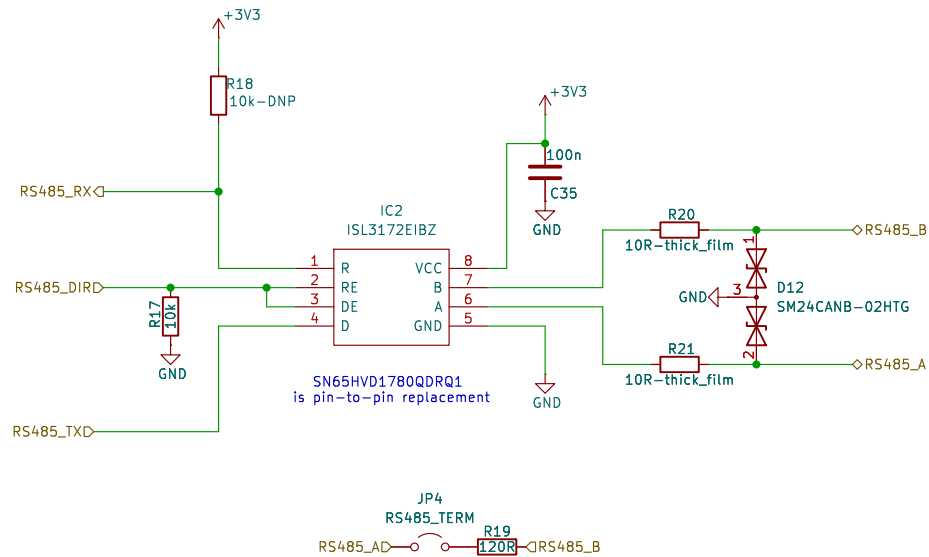 +3V3
R18
10k-DNP
+3V3
100n
C35
GND
RS485_RX
IC2
ISL3172EIBZ
R20
10R-thick_film
RS485_B
1 R VCC 8
2 RE B 7
3 DE A 6
4 D GND 5
RS485_DIR
R17
10k
GND
1
GND 3
2
D12
SM24CANB-02HTG
R21
10R-thick_film
RS485_A
GND
SN65HVD1780QDRQ1
is pin-to-pin replacement
RS485_TX
JP4
RS485_TERM
RS485_A
R19
120R
RS485_B